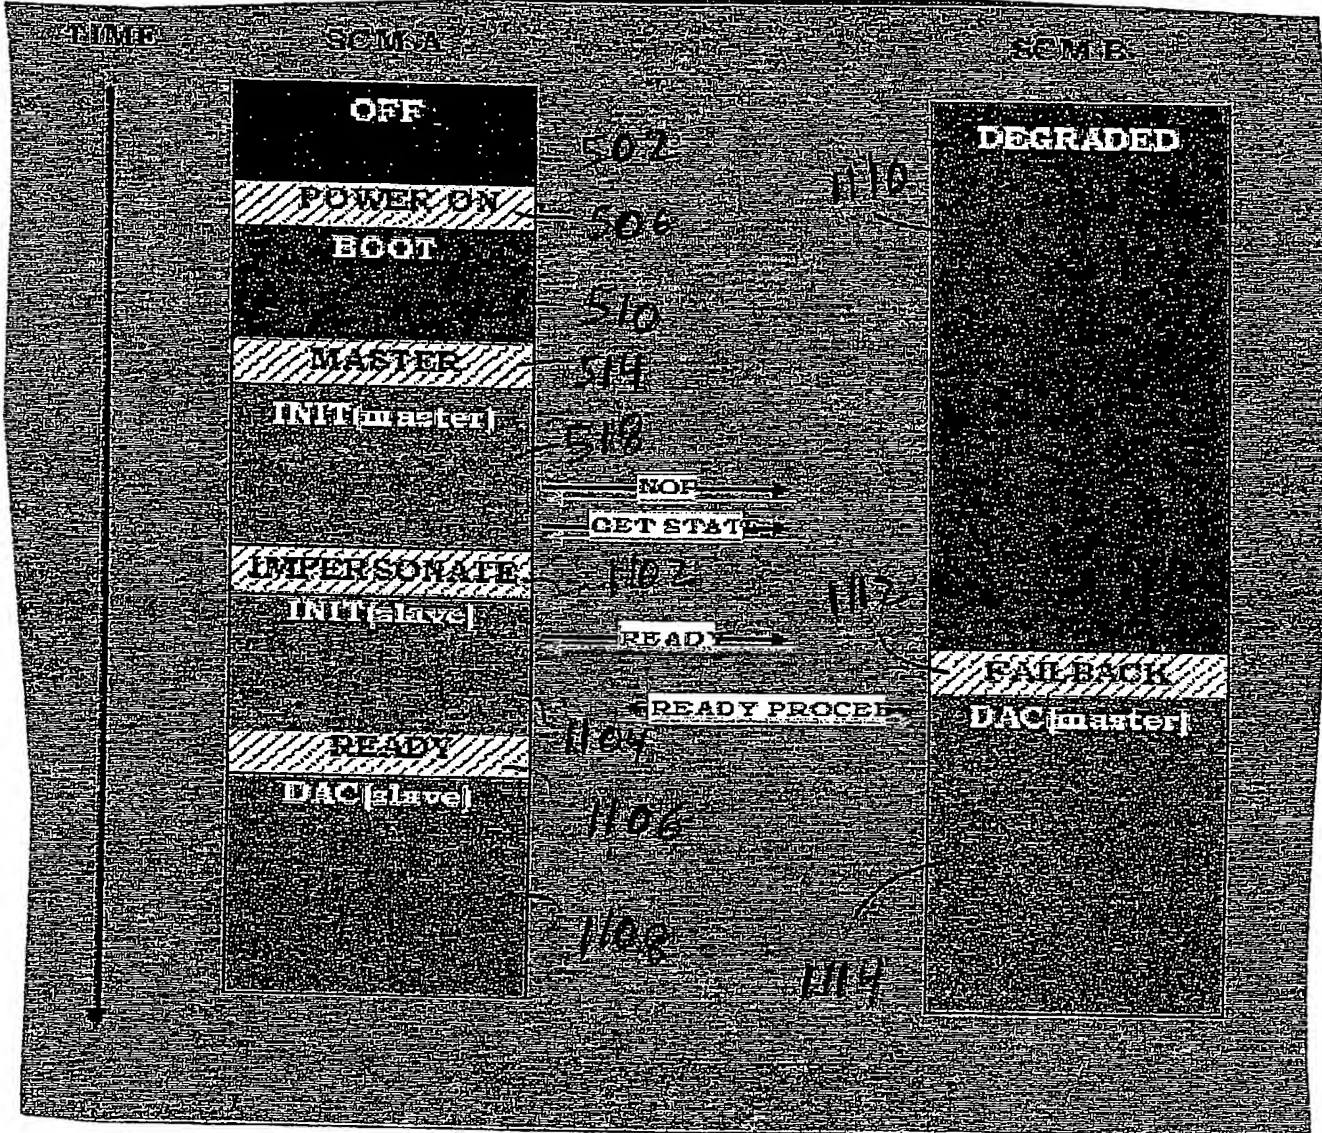 TIME
SCM A
SCM B
OFF
502
DEGRADED
1110
POWER ON
506
BOOT
510
MASTER
514
INIT(master)
518
NOP
GET STATE
IMPERSONATE
1102
INIT(slave)
1112
READY
FAILBACK
READY PROCEE
DAC(master)
READY
1104
DAC(slave)
1106
1108
1114